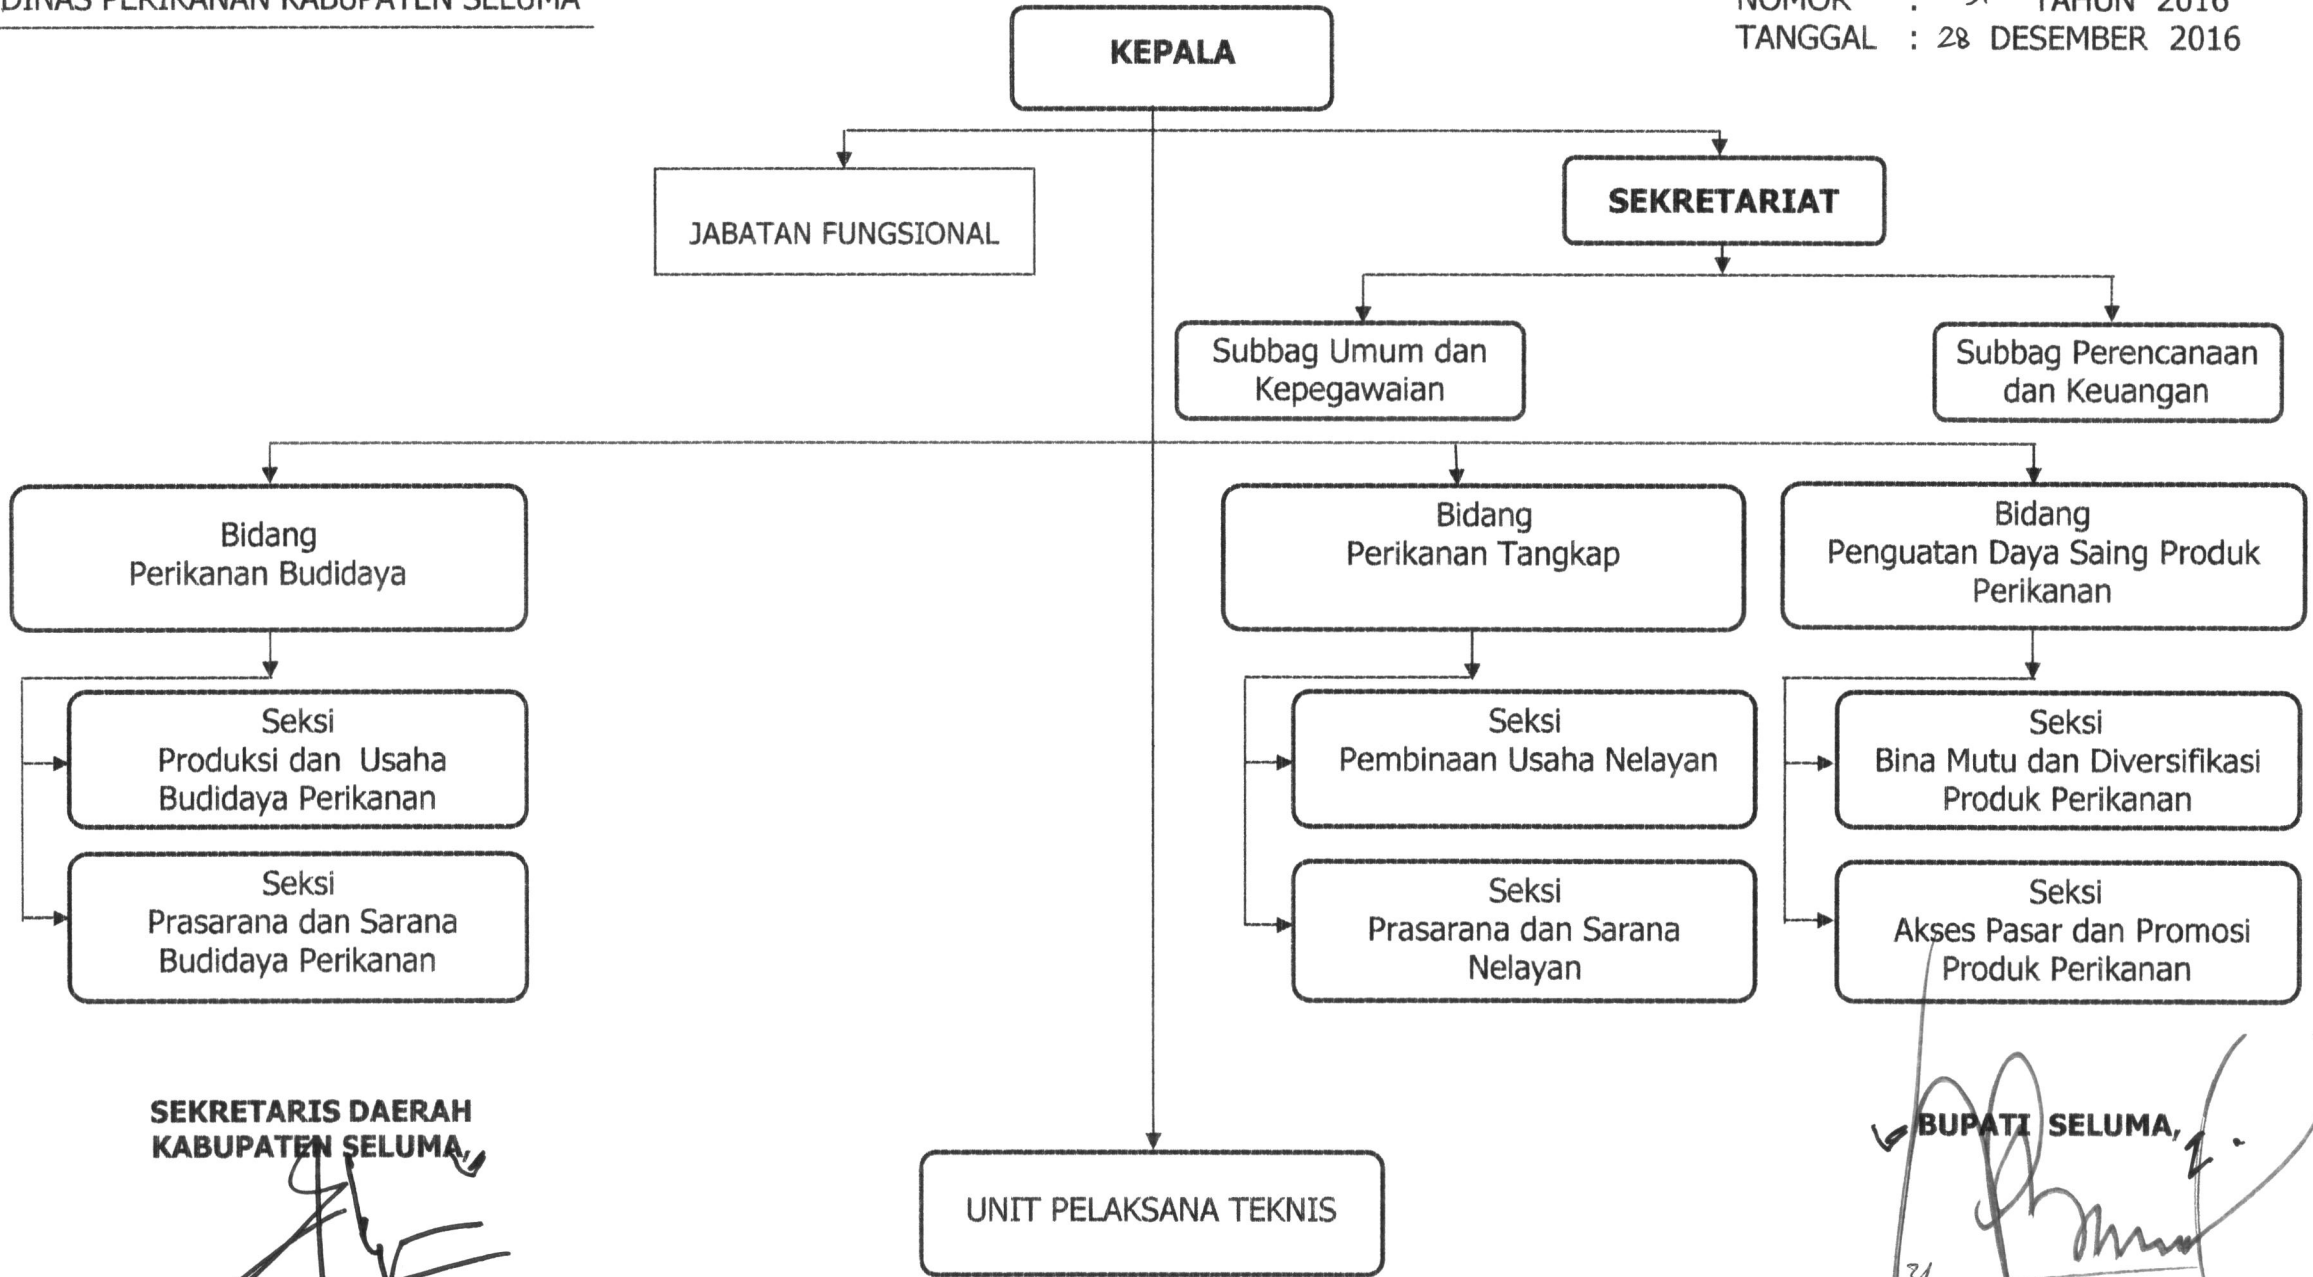 DINAS PERIKANAN KABUPATEN SELUMA
NOMOR : TAHUN 2016
TANGGAL : 28 DESEMBER 2016
KEPALA
JABATAN FUNGSIONAL
SEKRETARIAT
Subbag Umum dan
Kepegawaian
Subbag Perencanaan
dan Keuangan
Bidang
Perikanan Budidaya
Bidang
Perikanan Tangkap
Bidang
Penguatan Daya Saing Produk
Perikanan
Seksi
Produksi dan Usaha
Budidaya Perikanan
Seksi
Pembinaan Usaha Nelayan
Seksi
Bina Mutu dan Diversifikasi
Produk Perikanan
Seksi
Prasarana dan Sarana
Budidaya Perikanan
Seksi
Prasarana dan Sarana
Nelayan
Seksi
Akses Pasar dan Promosi
Produk Perikanan
SEKRETARIS DAERAH
KABUPATEN SELUMA,
BUPATI SELUMA,
UNIT PELAKSANA TEKNIS